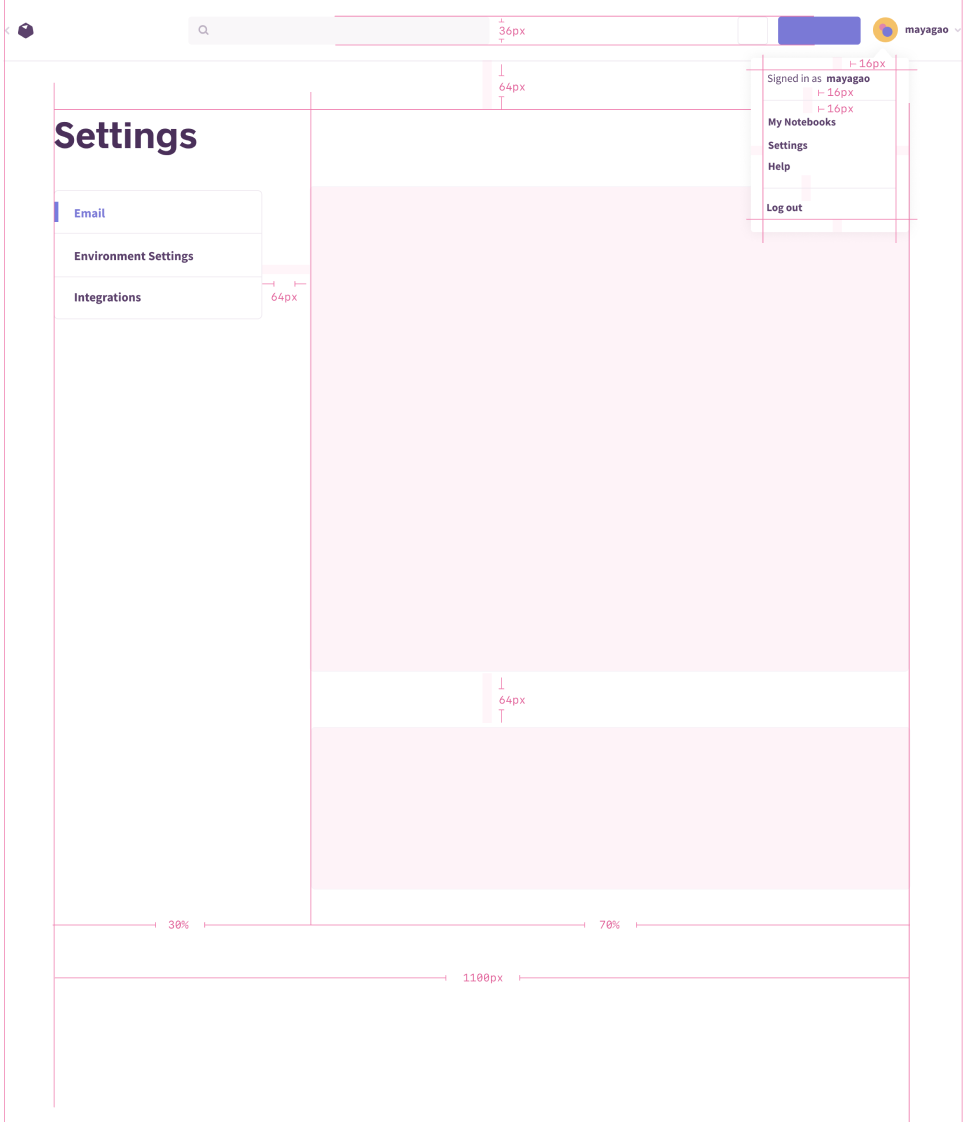 36px
mayagao
16px
64px
Signed in as mayagao
16px
16px
My Notebooks
Settings
Settings
Help
Log out
Email
Environment Settings
Integrations
64px
64px
30%
70%
1100px